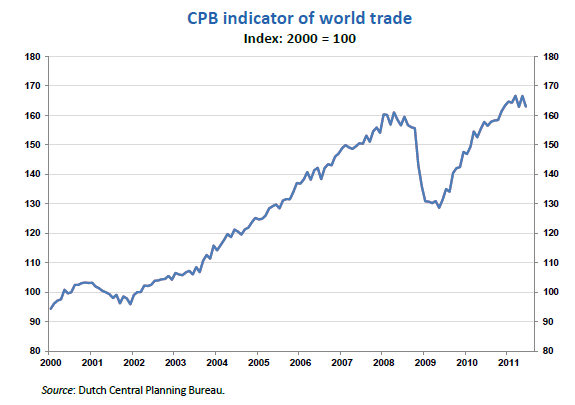 CPB indicator of world trade
Index: 2000 = 100
180 180
170 170
160 160
150 150
140 140
130 130
120 120
110 110
100 100
90 90
80 80
2000 2001 2002 2003 2004 2005 2006 2007 2008 2009 2010 2011
Source: Dutch Central Planning Bureau.